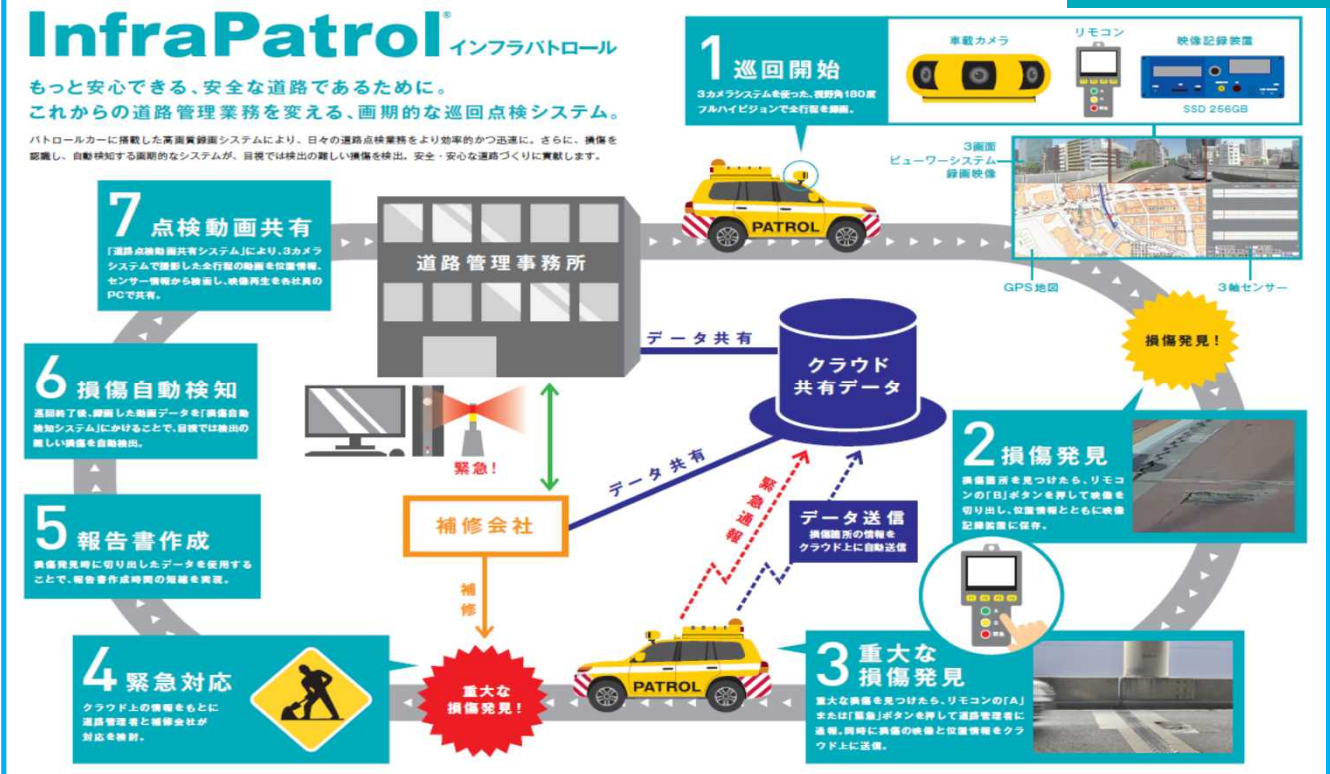 InfraPatrol® インフラパトロール
もっと安心できる、安全な道路であるために。
これからの道路管理業務を変える、画期的な巡回点検システム。
パトロールカーに搭載した高画質録画システムにより、日々の道路点検業務をより効率的かつ迅速に。さらに、損傷を
認識し、自動検知する画期的なシステムが、目視では検出の難しい損傷を検出。安全・安心な道路づくりに貢献します。
1 巡回開始
3カメラシステムを使った、視野角180度
フルハイビジョンで全行程を録画。
車載カメラ
リモコン
映像記録装置
SSD 256GB
3画面
ビューワーシステム
録画映像
GPS地図
3軸センサー
PATROL
損傷発見!
2 損傷発見
損傷箇所を見つけたら、リモコ
ンの「B」ボタンを押して映像を
切り出し、位置情報とともに映像
記録装置に保存。
A
B
緊急
3 重大な
損傷発見
重大な損傷を見つけたら、リモコンの「A」
または「緊急」ボタンを押して道路管理者に
通報。同時に損傷の映像と位置情報をクラ
ウド上に送信。
PATROL
重大な
損傷発見!
4 緊急対応
クラウド上の情報をもとに
道路管理者と補修会社が
対応を検討。
5 報告書作成
損傷発見時に切り出したデータを使用する
ことで、報告書作成時間の短縮を実現。
6 損傷自動検知
巡回終了後、録画した動画データを「損傷自動
検知システム」にかけることで、目視では検出の
難しい損傷を自動検出。
7 点検動画共有
「道路点検動画共有システム」により、3カメラ
システムで撮影した全行程の動画を位置情報、
センサー情報から検索し、映像再生を各社員の
PCで共有。
道路管理事務所
データ共有
クラウド
共有データ
緊急!
データ共有
補修会社
補修
緊急通報
データ送信
損傷箇所の情報を
クラウド上に自動送信